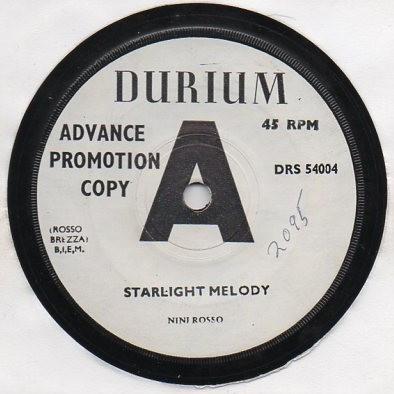 DURIUM
ADVANCE
PROMOTION
COPY
A
45 RPM
DRS 54004
(ROSSO
BREZZA)
B.I.E.M.
2095
STARLIGHT MELODY
NINI ROSSO